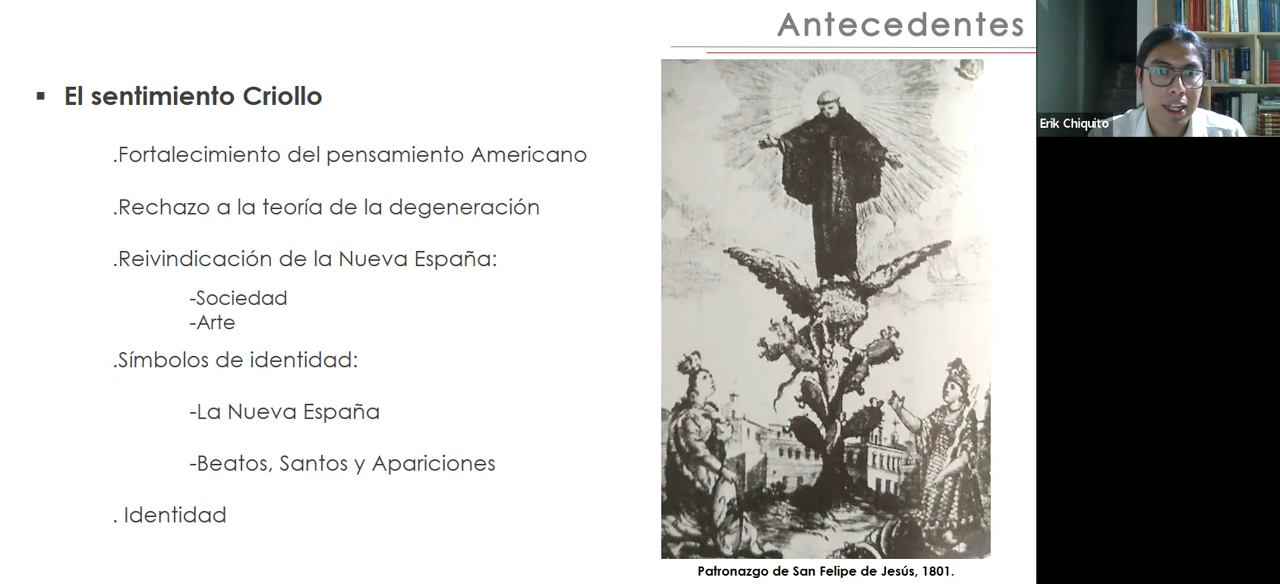 Antecedentes
▪ El sentimiento Criollo
.Fortalecimiento del pensamiento Americano
.Rechazo a la teoría de la degeneración
.Reivindicación de la Nueva España:
-Sociedad
-Arte
.Símbolos de identidad:
-La Nueva España
-Beatos, Santos y Apariciones
. Identidad
Patronazgo de San Felipe de Jesús, 1801.
Erik Chiquito